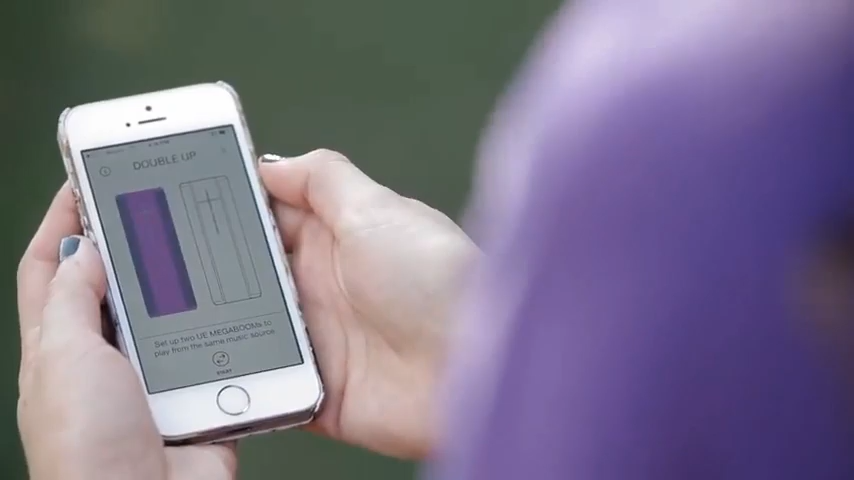 DOUBLE UP
Set up two UE MEGABOOMs to
play from the same music source.